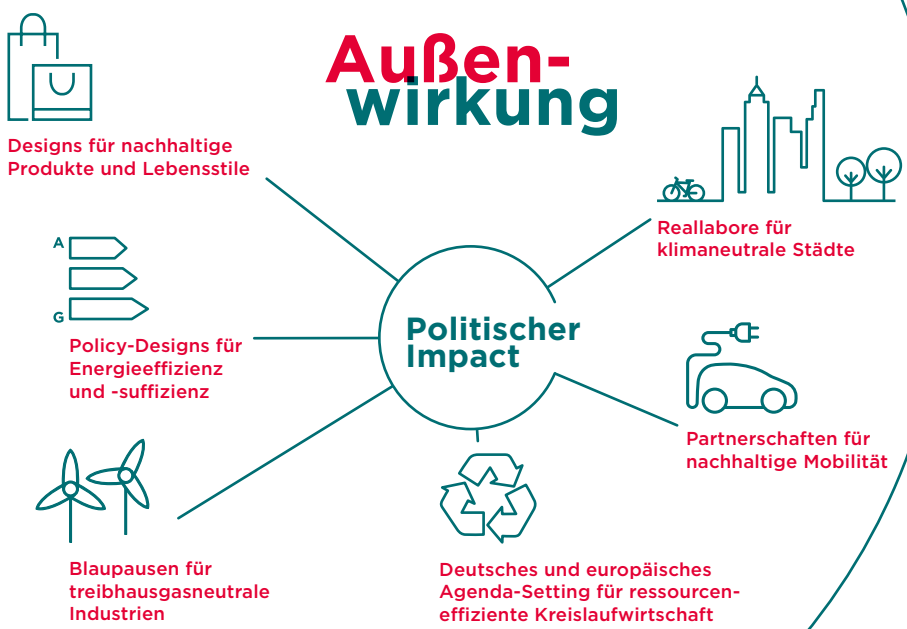 Außen-
wirkung
Designs für nachhaltige
Produkte und Lebensstile
A
G
Policy-Designs für
Energieeffizienz
und -suffizienz
Blaupausen für
treibhausgasneutrale
Industrien
Politischer
Impact
Reallabore für
klimaneutrale Städte
Partnerschaften für
nachhaltige Mobilität
Deutsches und europäisches
Agenda-Setting für ressourcen-
effiziente Kreislaufwirtschaft